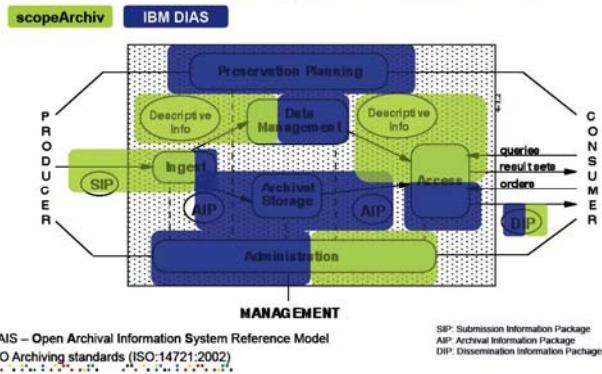 scopeArchiv
IBM DIAS
Preservation Planning
PRODUCER
CONSUMER
Descriptive
Info
Data
Management
Descriptive
Info
queries
result sets
orders
Ingest
Access
SIP
AIP
Archival
Storage
AIP
DIP
Administration
MANAGEMENT
AIS – Open Archival Information System Reference Model
O Archiving standards (ISO:14721:2002)
SIP: Submission Information Package
AIP: Archival Information Package
DIP: Dissemination Information Pachage